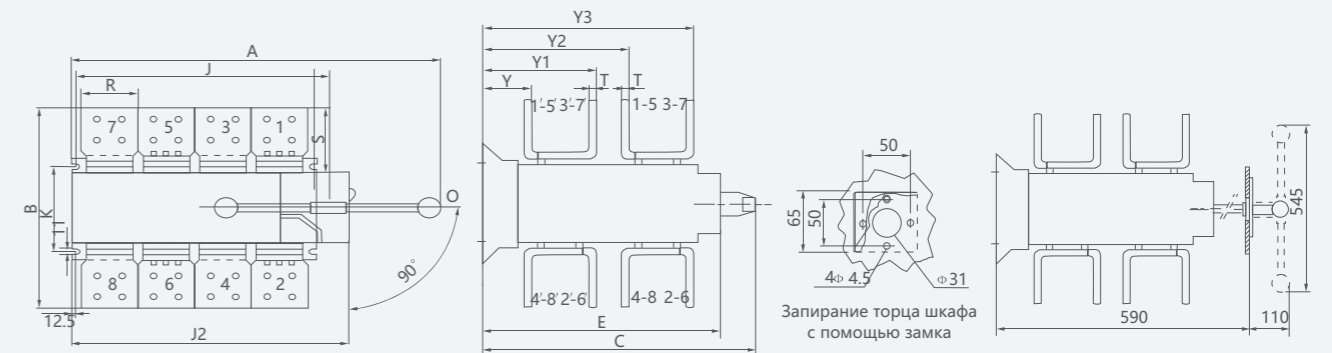 A
J
R
7 5 3 1
S
B
K
I
O
8 6 4 2
90°
12.5
J2
Y3
Y2
Y1
Y T T
1'-5' 3'-7' 1-5 3-7
4'-8' 2'-6' 4-8 2-6
E
C
50
65
50
4Φ 4.5
Φ31
Запирание торца шкафа
с помощью замка
545
590
110